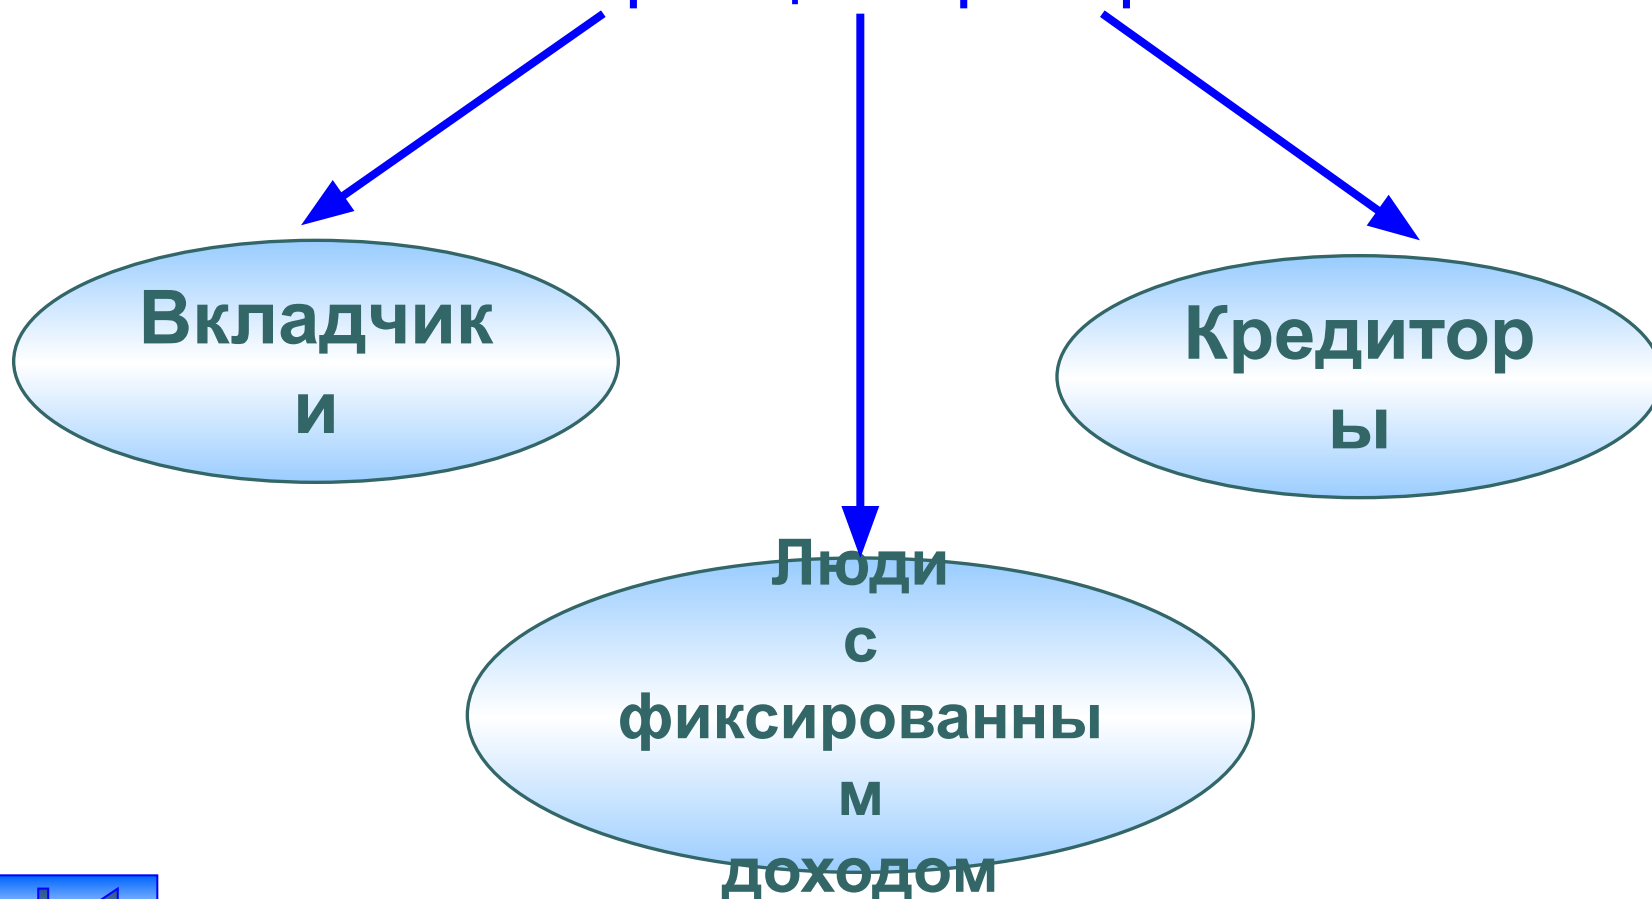 Вкладчик
и
Кредитор
ы
Люди
с
фиксированны
м
доходом